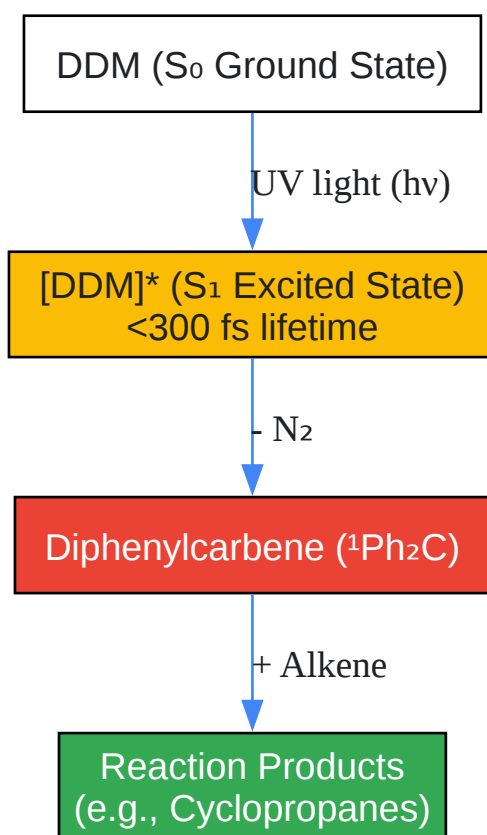 DDM (S₀ Ground State)
UV light (hν)
[DDM]* (S₁ Excited State)
<300 fs lifetime
- N₂
Diphenylcarbene (¹Ph₂C)
+ Alkene
Reaction Products
(e.g., Cyclopropanes)